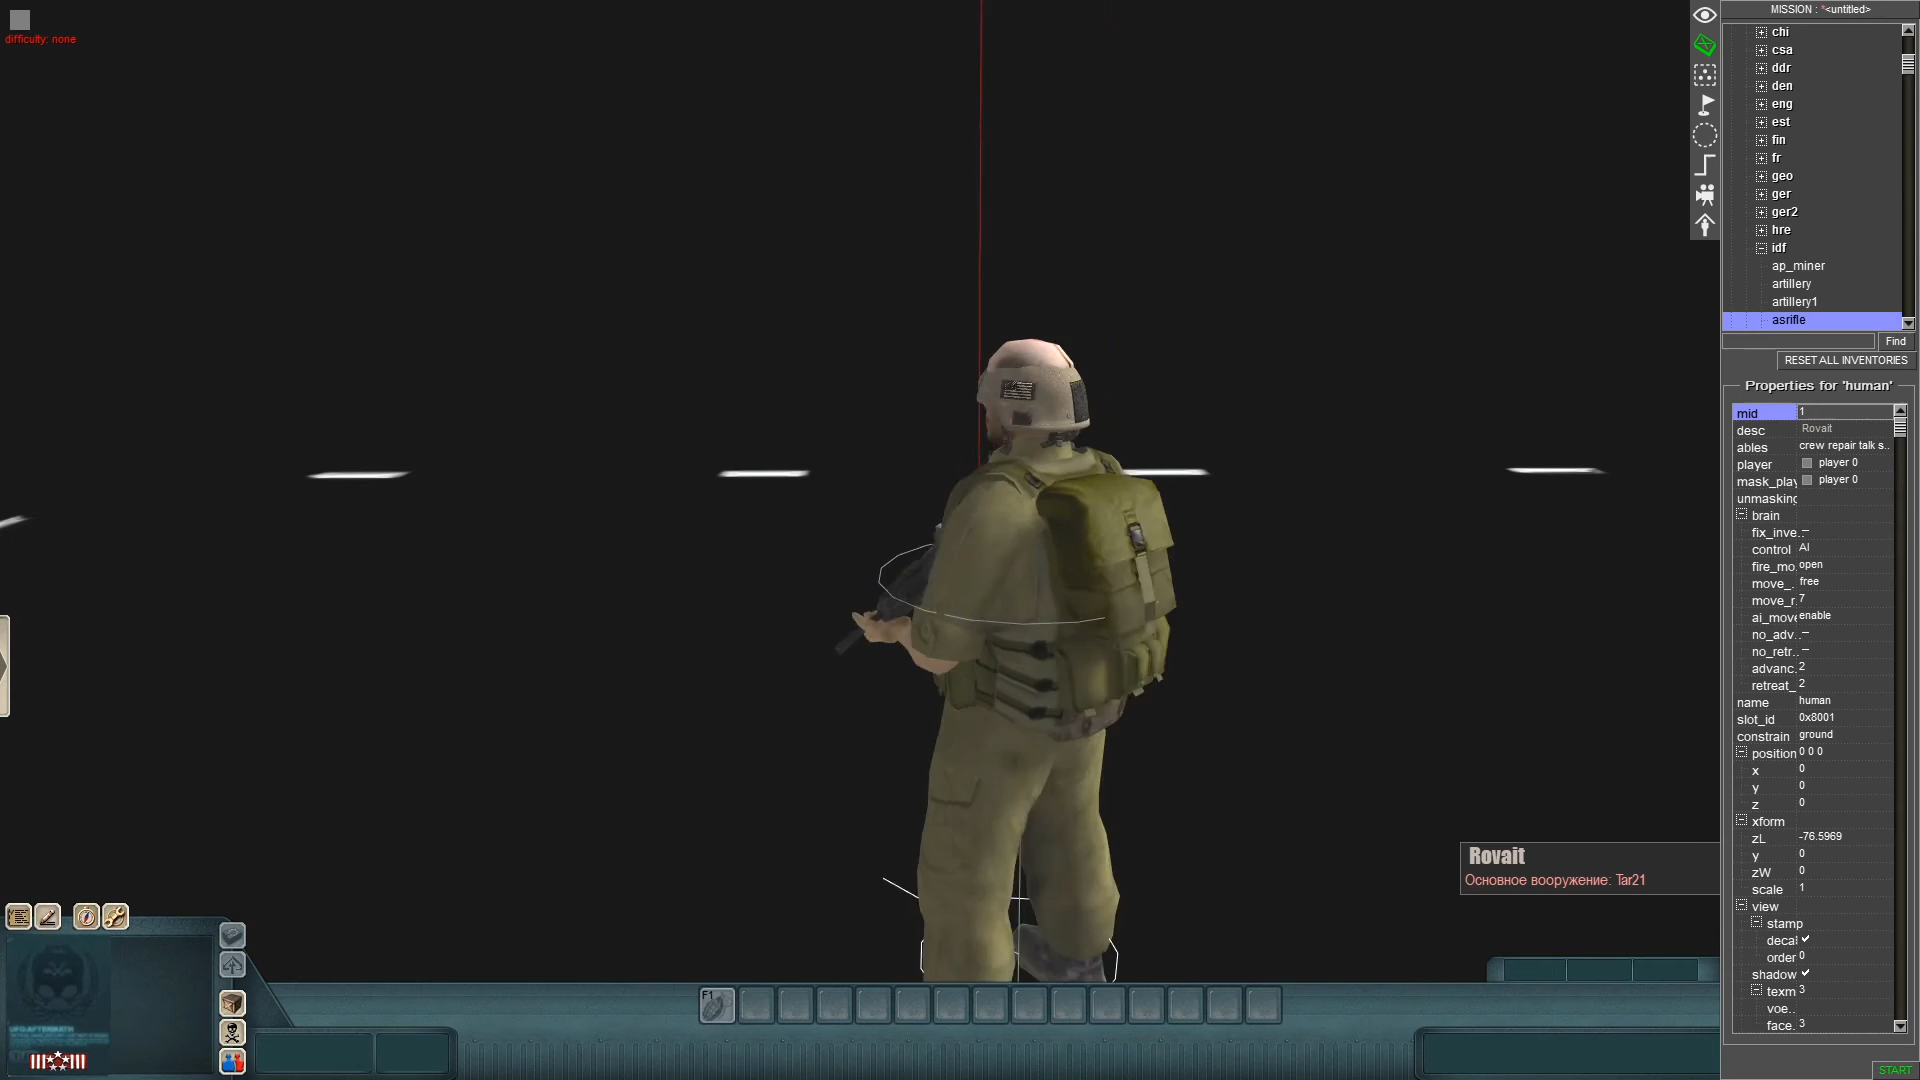 difficulty: none
MISSION : *<untitled>
chi
csa
ddr
den
eng
est
fin
fr
geo
ger
ger2
hre
idf
ap_miner
artillery
artillery1
asrifle
Find
RESET ALL INVENTORIES
Properties for 'human'
mid 1
desc Rovait
ables crew repair talk s..
player player 0
mask_play player 0
unmasking
brain
fix_inve.. –
control AI
fire_mo. open
move_. free
move_r. 7
ai_move enable
no_adv.. –
no_retr.. –
advanc. 2
retreat_ 2
name human
slot_id 0x8001
constrain ground
position 0 0 0
x 0
y 0
z 0
xform
zL -76.5969
y 0
zW 0
scale 1
view
stamp
decal
order 0
shadow
texm 3
voe..
face. 3
Rovait
Основное вооружение: Tar21
F1
UFO:AFTERMATH
START